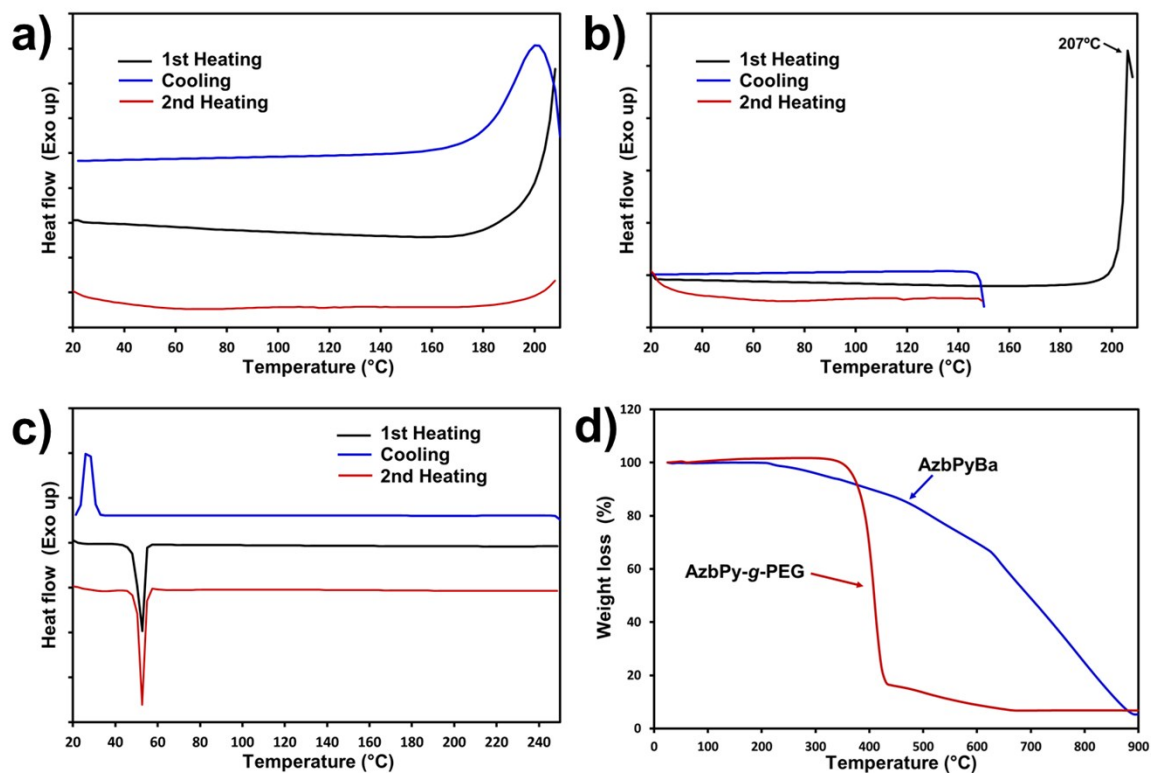 a)
1st Heating
Cooling
2nd Heating
Heat flow (Exo up)
20 40 60 80 100 120 140 160 180 200
Temperature (°C)
b)
207ºC
1st Heating
Cooling
2nd Heating
Heat flow (Exo up)
20 40 60 80 100 120 140 160 180 200
Temperature (°C)
c)
1st Heating
Cooling
2nd Heating
Heat flow (Exo up)
20 40 60 80 100 120 140 160 180 200 220 240
Temperature (°C)
d)
120
100
80
60
40
20
0
Weight loss (%)
AzbPyBa
AzbPy-g-PEG
0 100 200 300 400 500 600 700 800 900
Temperature (°C)